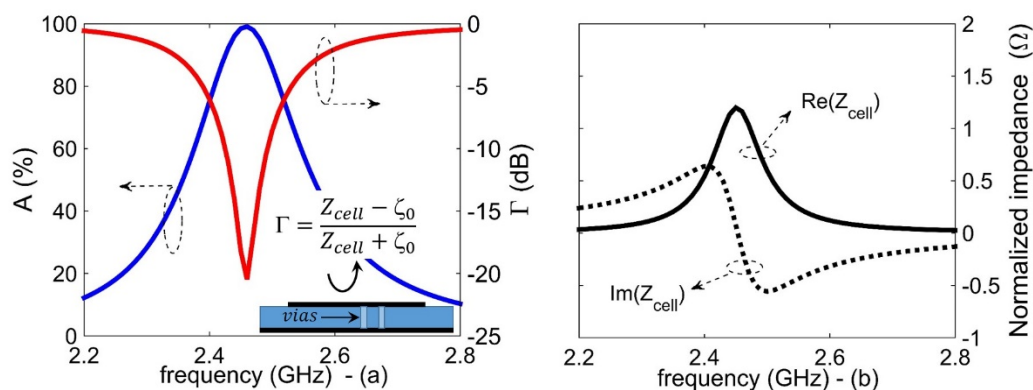 100
80
60
40
20
0
A (%)
0
-5
-10
-15
-20
-25
Γ (dB)
Γ = (Z_cell − ζ_0) / (Z_cell + ζ_0)
vias
2.2 2.4 2.6 2.8
frequency (GHz) - (a)
Re(Z_cell)
Im(Z_cell)
2
1.5
1
0.5
0
-0.5
-1
Normalized impedance (Ω)
2.2 2.4 2.6 2.8
frequency (GHz) - (b)